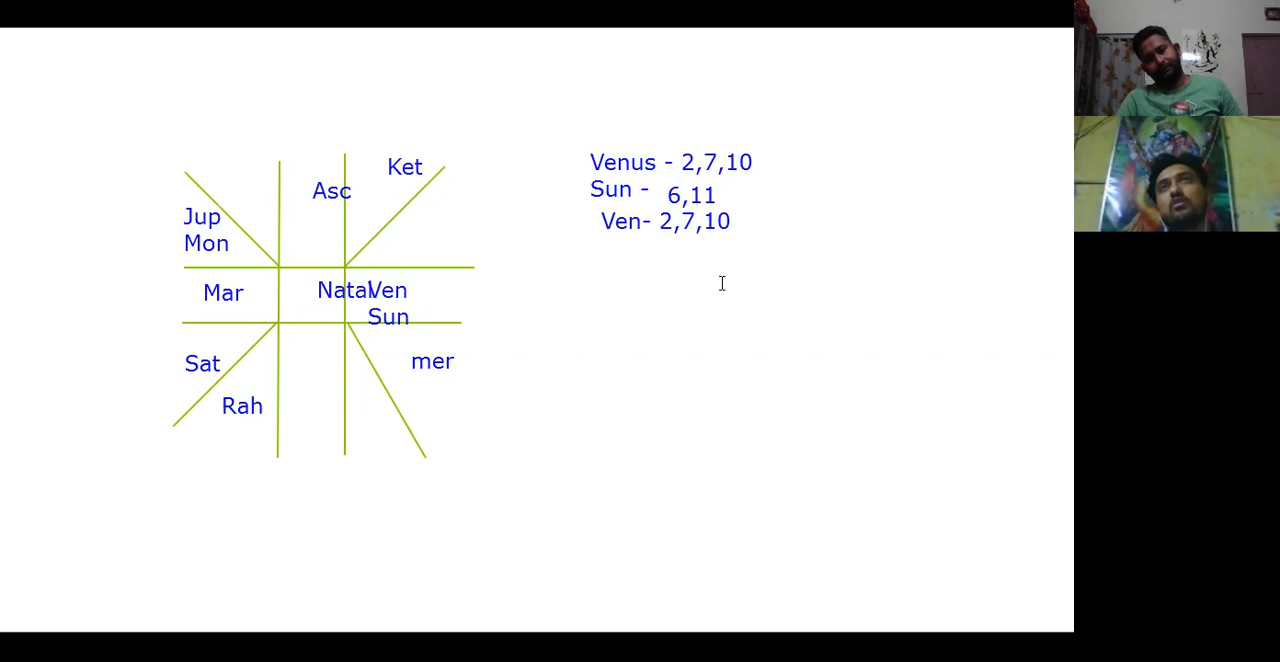 Ket
Asc
Jup
Mon
Mar
Natal
Ven
Sun
Sat
mer
Rah
Venus - 2,7,10
Sun - 6,11
Ven- 2,7,10